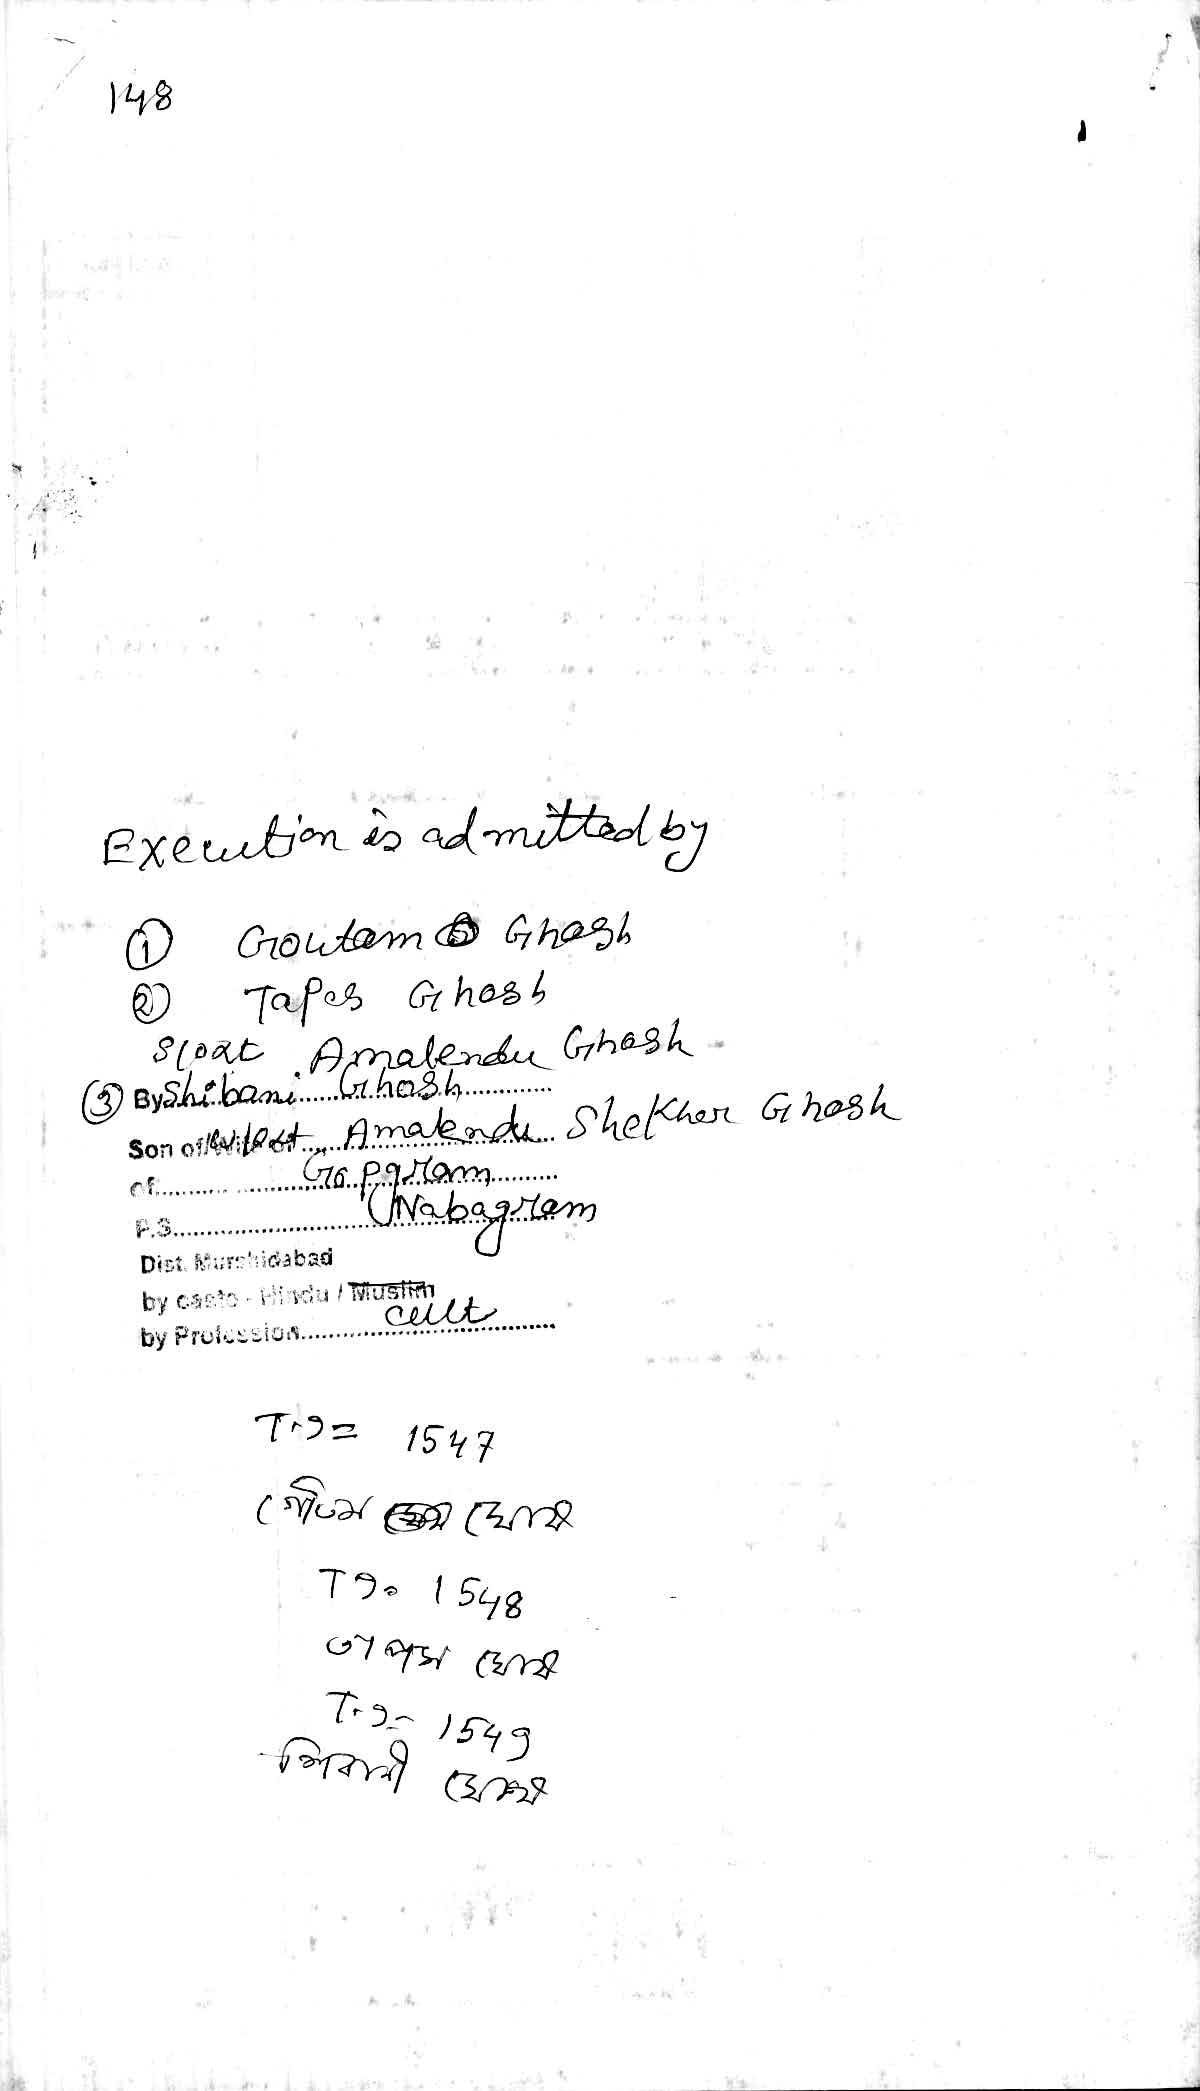 148
Execution is admitted by
① Goutam Ghosh
② Tapas Ghosh
S/o Lt. Amalendu Ghosh
③ By Shibani Ghosh
Son of/Wife of W/o Lt Amalendu Shekhar Ghosh
of Gopgram
P.S. Nabagram
Dist. Murshidabad
by caste - Hindu / Muslim
by Profession cult
1547
গৌতম ঘোষ
1548
তাপস ঘোষ
1549
শিবানী ঘোষ